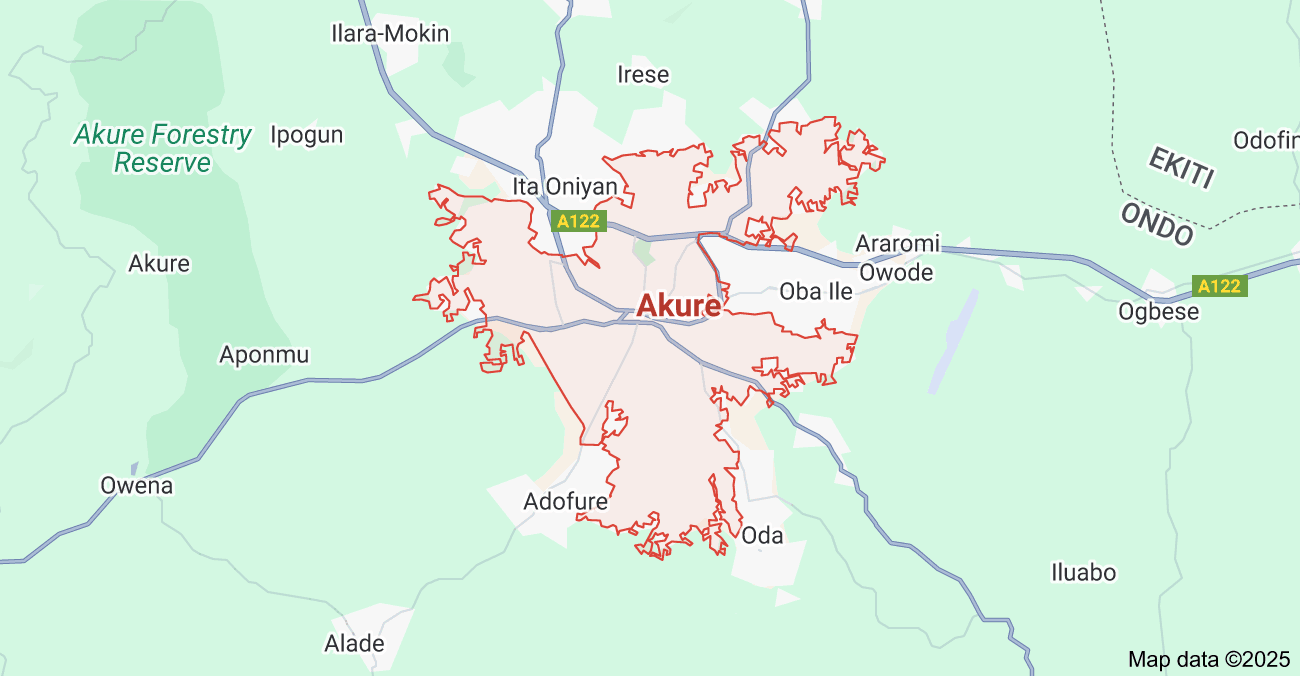 Ilara-Mokin
Irese
Akure Forestry
Reserve
Ipogun
Odofin
EKITI
Ita Oniyan
A122
ONDO
Akure
Araromi
Owode
Oba Ile
A122
Akure
Ogbese
Aponmu
Owena
Adofure
Oda
Iluabo
Alade
Map data ©2025